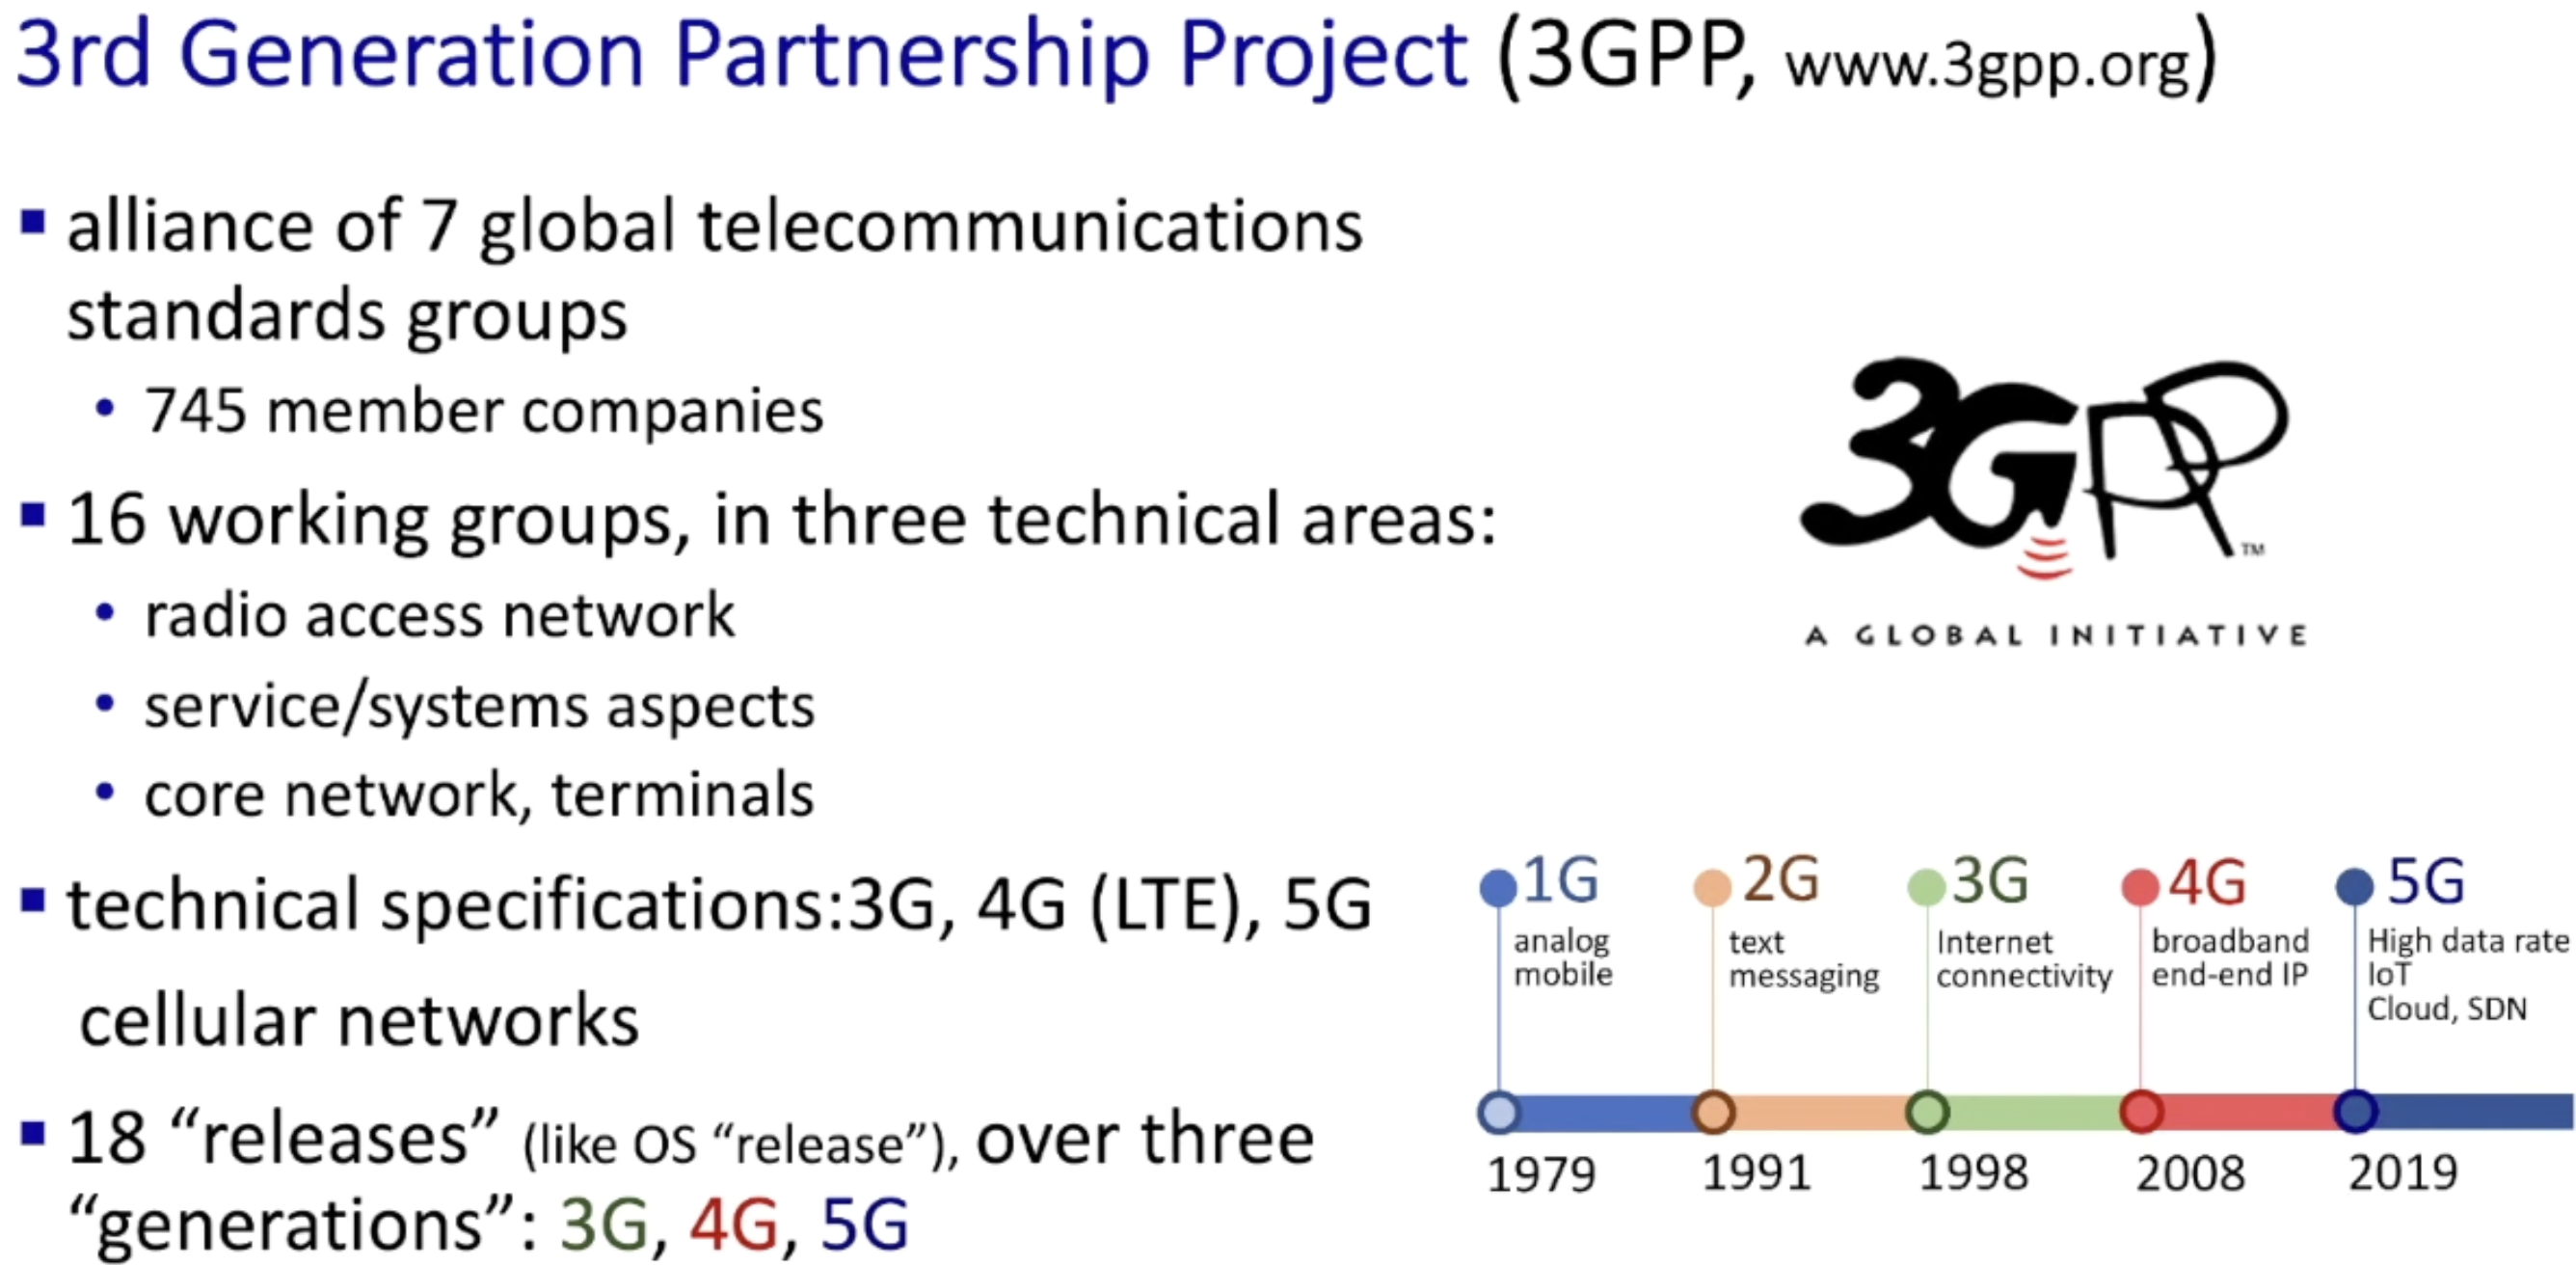 3rd Generation Partnership Project (3GPP, www.3gpp.org)
▪ alliance of 7 global telecommunications
standards groups
• 745 member companies
▪ 16 working groups, in three technical areas:
• radio access network
• service/systems aspects
• core network, terminals
▪ technical specifications:3G, 4G (LTE), 5G
cellular networks
▪ 18 “releases” (like OS “release”), over three
“generations”: 3G, 4G, 5G
3GPP™
A GLOBAL INITIATIVE
1G
analog
mobile
2G
text
messaging
3G
Internet
connectivity
4G
broadband
end-end IP
5G
High data rate
IoT
Cloud, SDN
1979
1991
1998
2008
2019